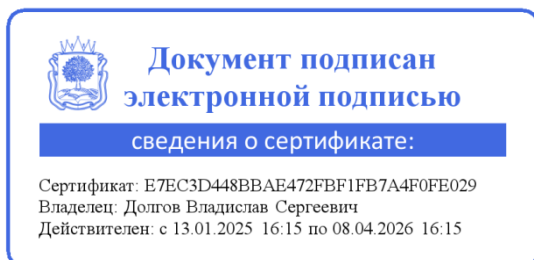 Документ подписан
электронной подписью
сведения о сертификате:
Сертификат: E7EC3D448BBAE472FBF1FB7A4F0FE029
Владелец: Долгов Владислав Сергеевич
Действителен: с 13.01.2025 16:15 по 08.04.2026 16:15